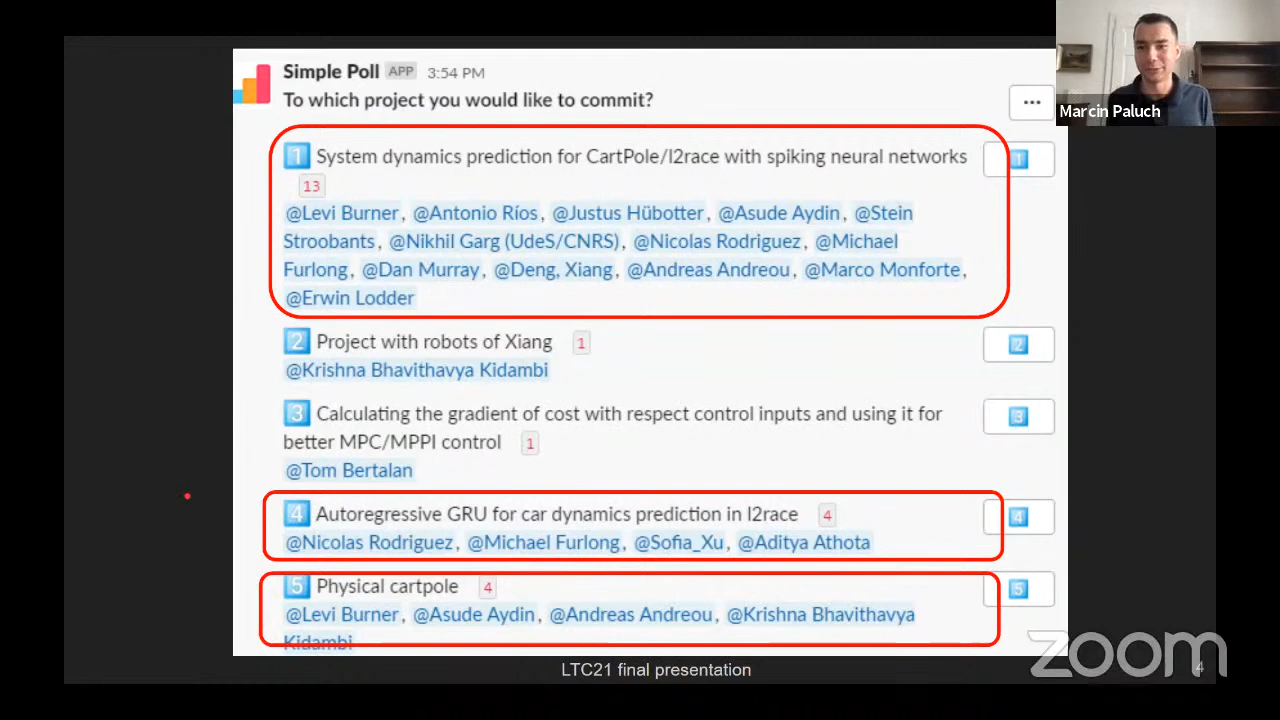 Simple Poll APP 3:54 PM
To which project you would like to commit?
...
Marcin Paluch
1 System dynamics prediction for CartPole/l2race with spiking neural networks
1
13
@Levi Burner, @Antonio Ríos, @Justus Hübotter, @Asude Aydin, @Stein
Stroobants, @Nikhil Garg (UdeS/CNRS), @Nicolas Rodriguez, @Michael
Furlong, @Dan Murray, @Deng, Xiang, @Andreas Andreou, @Marco Monforte,
@Erwin Lodder
2 Project with robots of Xiang 1
2
@Krishna Bhavithavya Kidambi
3 Calculating the gradient of cost with respect control inputs and using it for
3
better MPC/MPPI control 1
@Tom Bertalan
4 Autoregressive GRU for car dynamics prediction in l2race 4
4
@Nicolas Rodriguez, @Michael Furlong, @Sofia_Xu, @Aditya Athota
5 Physical cartpole 4
5
@Levi Burner, @Asude Aydin, @Andreas Andreou, @Krishna Bhavithavya
Kidambi
LTC21 final presentation
4
zoom